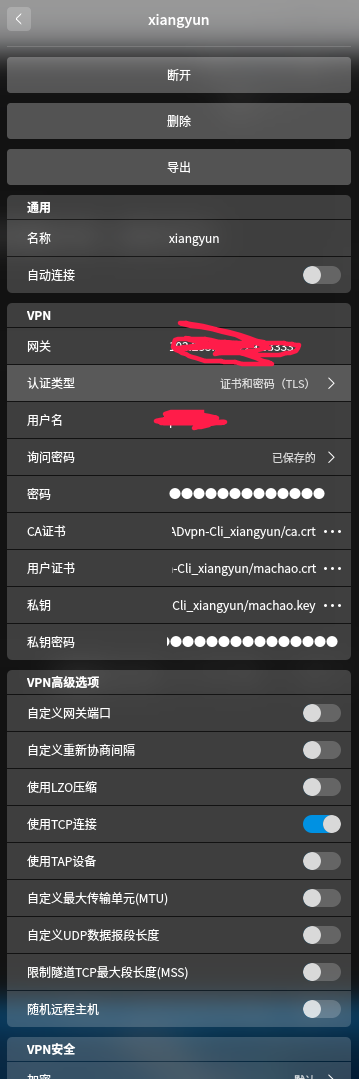 xiangyun
断开
删除
导出
通用
名称 xiangyun
自动连接
VPN
网关
认证类型 证书和密码（TLS）
用户名
询问密码 已保存的
密码 ●●●●●●●●●●●●●
CA证书 ADvpn-Cli_xiangyun/ca.crt •••
用户证书 -Cli_xiangyun/machao.crt •••
私钥 Cli_xiangyun/machao.key •••
私钥密码 ●●●●●●●●●●●●●●
VPN高级选项
自定义网关端口
自定义重新协商间隔
使用LZO压缩
使用TCP连接
使用TAP设备
自定义最大传输单元(MTU)
自定义UDP数据报段长度
限制隧道TCP最大段长度(MSS)
随机远程主机
VPN安全
加密 默认